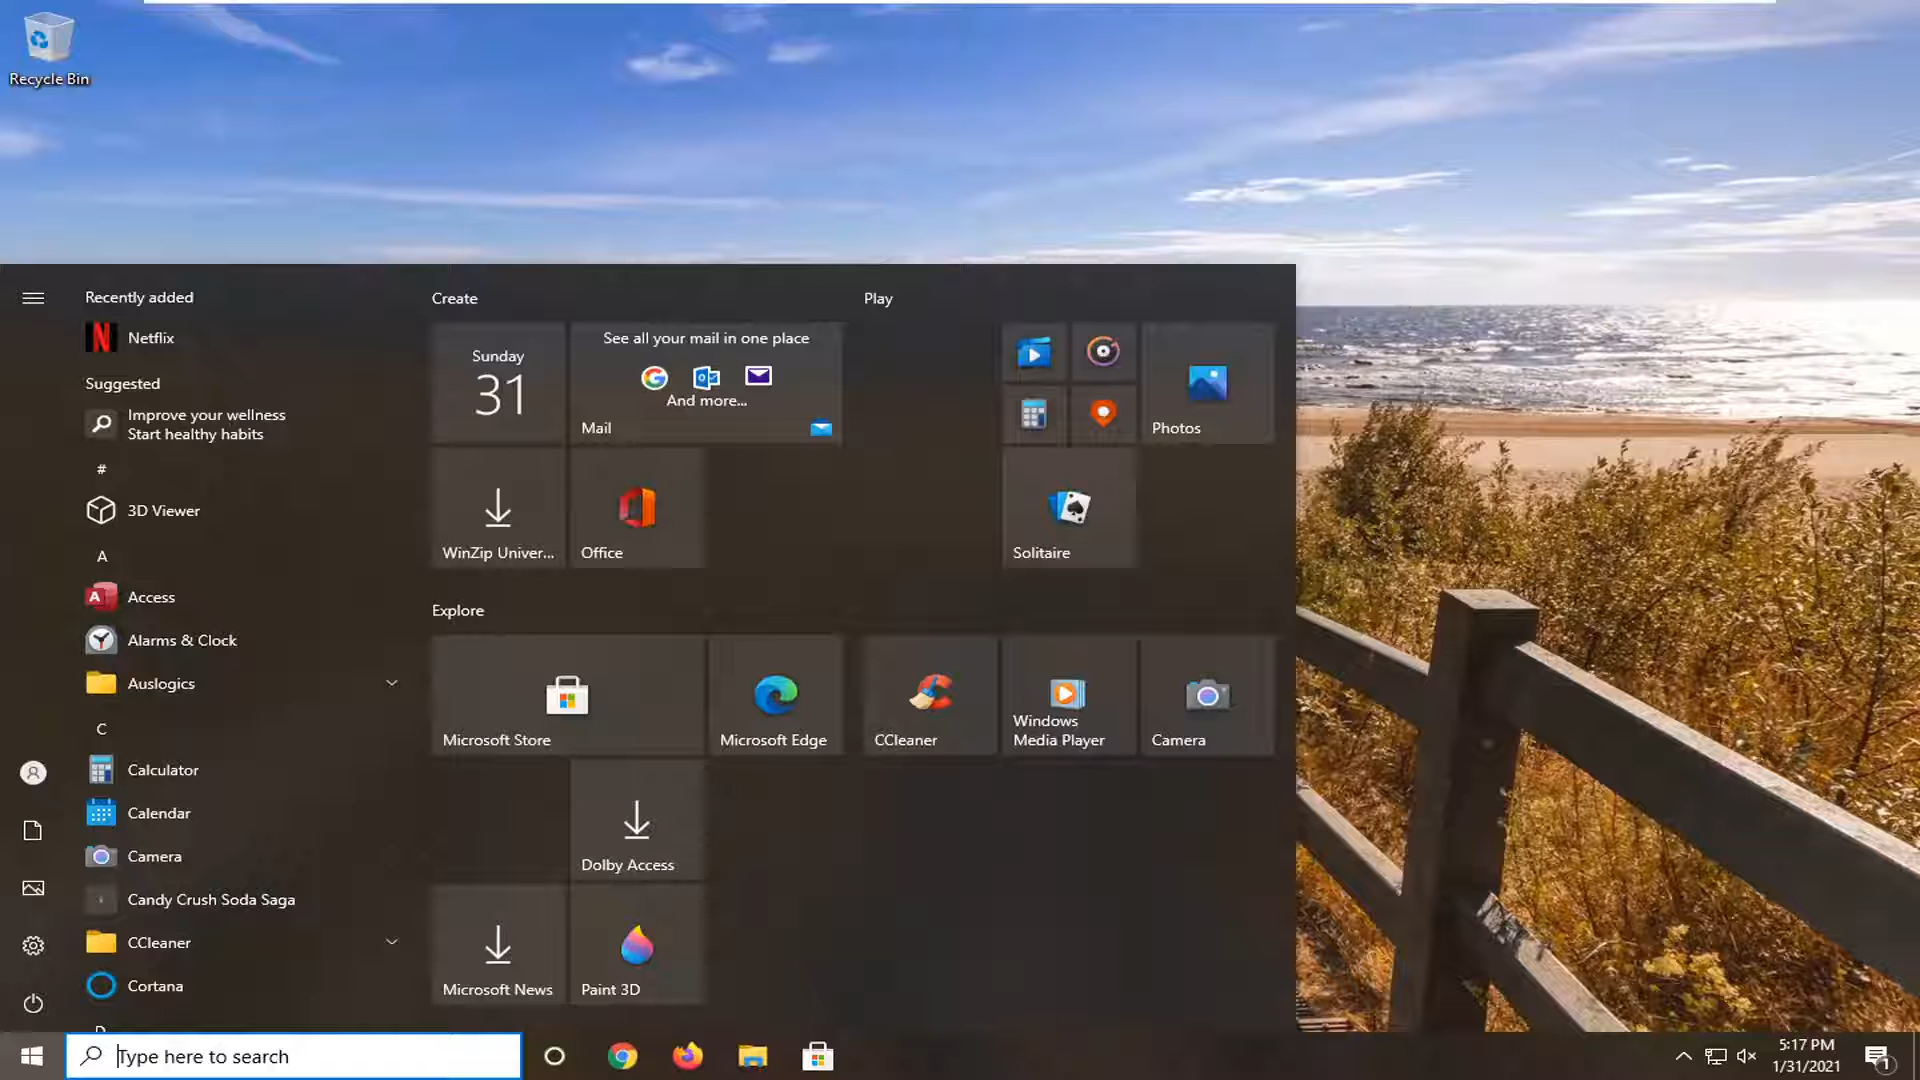 Recycle Bin
Recently added
Netflix
Suggested
Improve your wellness
Start healthy habits
#
3D Viewer
A
Access
Alarms & Clock
Auslogics
C
Calculator
Calendar
Camera
Candy Crush Soda Saga
CCleaner
Cortana
Create
Sunday
31
See all your mail in one place
And more...
Mail
WinZip Univer...
Office
Play
Photos
Solitaire
Explore
Microsoft Store
Microsoft Edge
CCleaner
Windows
Media Player
Camera
Dolby Access
Microsoft News
Paint 3D
Type here to search
5:17 PM
1/31/2021
1